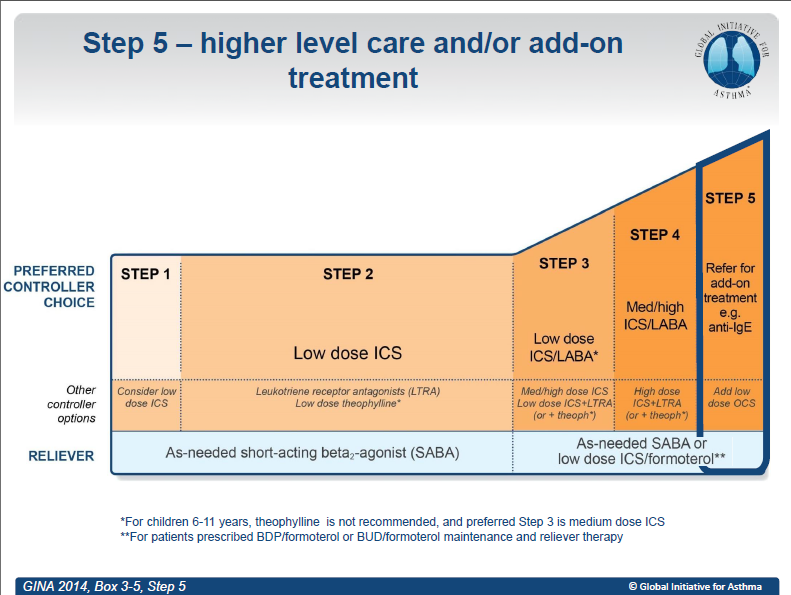 Step 5 – higher level care and/or add-on
treatment
GLOBAL INITIATIVE FOR
ASTHMA
PREFERRED
CONTROLLER
CHOICE
STEP 1
STEP 2
Low dose ICS
STEP 3
Low dose
ICS/LABA*
STEP 4
Med/high
ICS/LABA
STEP 5
Refer for
add-on
treatment
e.g.
anti-IgE
Other
controller
options
Consider low
dose ICS
Leukotriene receptor antagonists (LTRA)
Low dose theophylline*
Med/high dose ICS
Low dose ICS+LTRA
(or + theoph*)
High dose
ICS+LTRA
(or + theoph*)
Add low
dose OCS
RELIEVER
As-needed short-acting beta₂-agonist (SABA)
As-needed SABA or
low dose ICS/formoterol**
*For children 6-11 years, theophylline is not recommended, and preferred Step 3 is medium dose ICS
**For patients prescribed BDP/formoterol or BUD/formoterol maintenance and reliever therapy
GINA 2014, Box 3-5, Step 5
© Global Initiative for Asthma